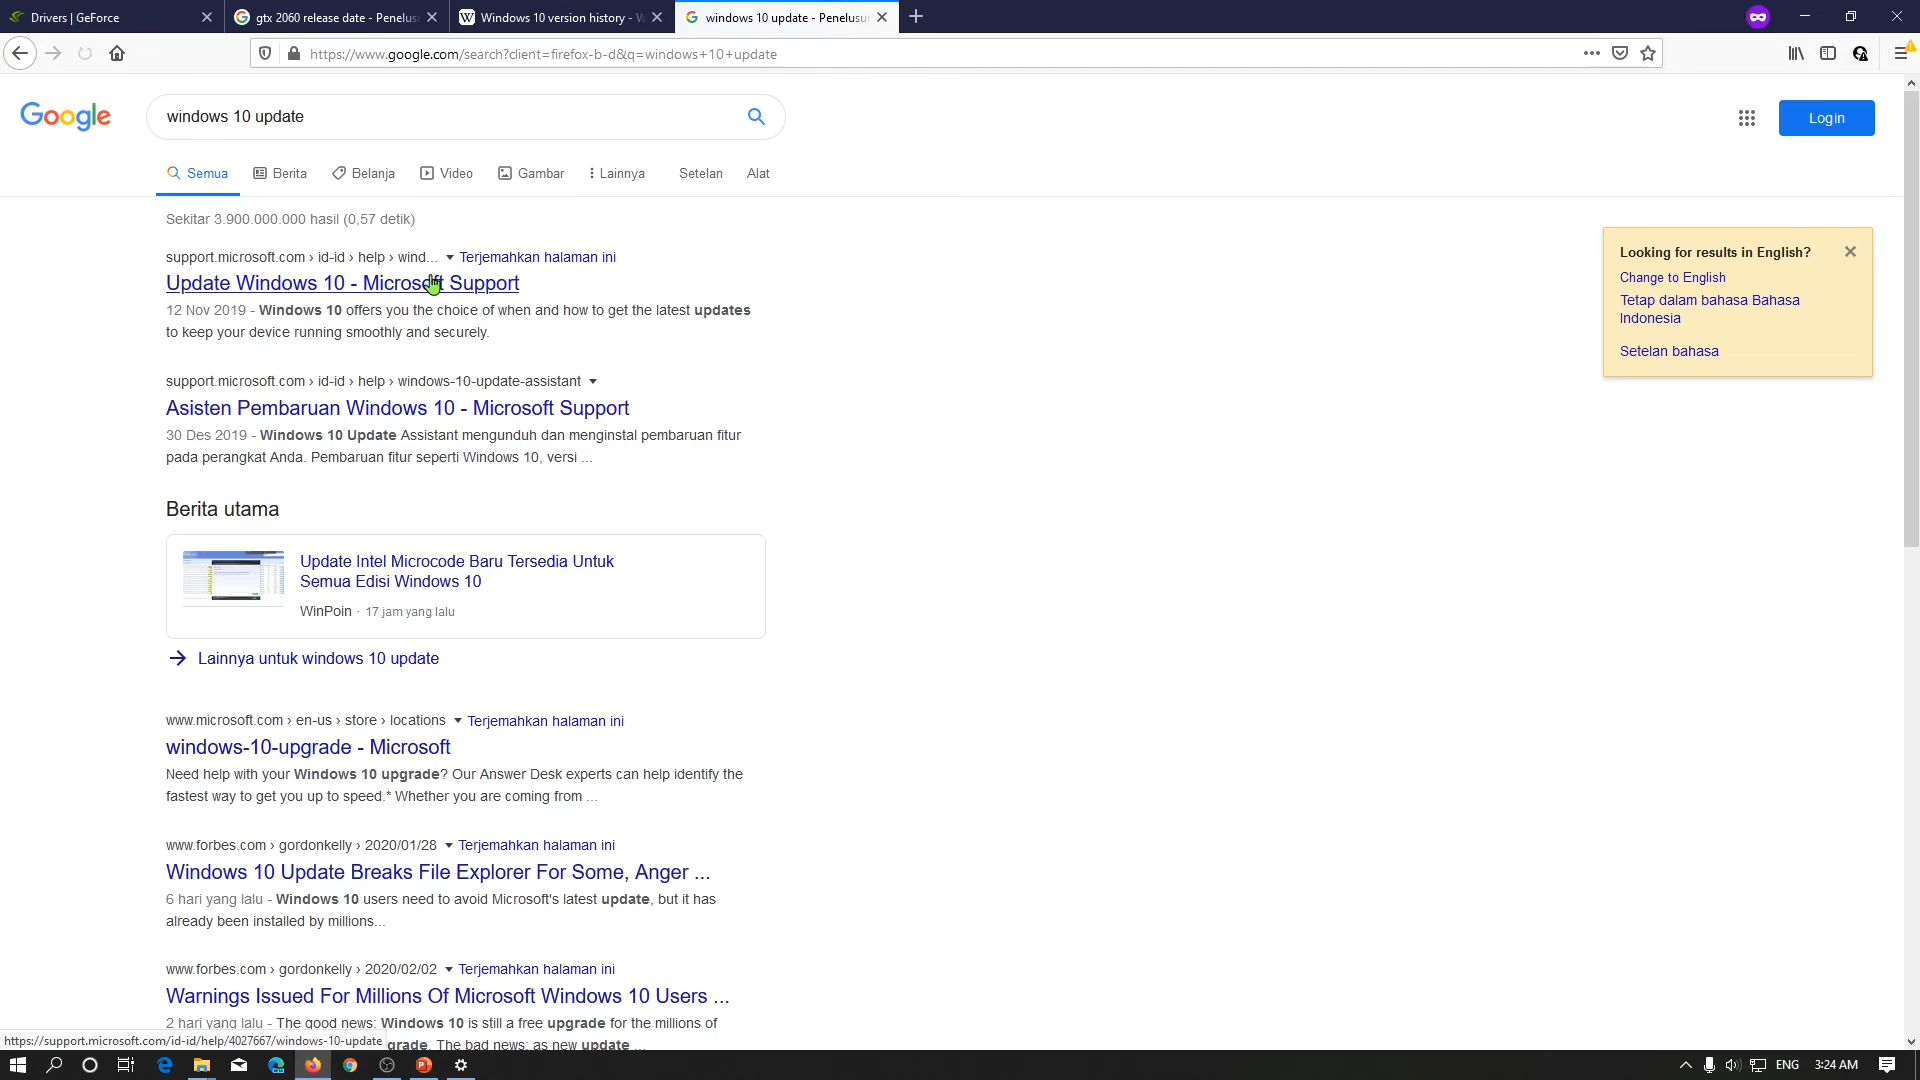 Drivers | GeForce
gtx 2060 release date - Penelus
Windows 10 version history - W
windows 10 update - Penelusu
https://www.google.com/search?client=firefox-b-d&q=windows+10+update
Google
windows 10 update
Login
Semua
Berita
Belanja
Video
Gambar
Lainnya
Setelan
Alat
Sekitar 3.900.000.000 hasil (0,57 detik)
Looking for results in English?
Change to English
Tetap dalam bahasa Bahasa
Indonesia
Setelan bahasa
support.microsoft.com › id-id › help › wind... Terjemahkan halaman ini
Update Windows 10 - Microsoft Support
12 Nov 2019 - Windows 10 offers you the choice of when and how to get the latest updates
to keep your device running smoothly and securely.
support.microsoft.com › id-id › help › windows-10-update-assistant
Asisten Pembaruan Windows 10 - Microsoft Support
30 Des 2019 - Windows 10 Update Assistant mengunduh dan menginstal pembaruan fitur
pada perangkat Anda. Pembaruan fitur seperti Windows 10, versi ...
Berita utama
Update Intel Microcode Baru Tersedia Untuk
Semua Edisi Windows 10
WinPoin · 17 jam yang lalu
Lainnya untuk windows 10 update
www.microsoft.com › en-us › store › locations Terjemahkan halaman ini
windows-10-upgrade - Microsoft
Need help with your Windows 10 upgrade? Our Answer Desk experts can help identify the
fastest way to get you up to speed.* Whether you are coming from ...
www.forbes.com › gordonkelly › 2020/01/28 Terjemahkan halaman ini
Windows 10 Update Breaks File Explorer For Some, Anger ...
6 hari yang lalu - Windows 10 users need to avoid Microsoft's latest update, but it has
already been installed by millions...
www.forbes.com › gordonkelly › 2020/02/02 Terjemahkan halaman ini
Warnings Issued For Millions Of Microsoft Windows 10 Users ...
2 hari yang lalu - The good news: Windows 10 is still a free upgrade for the millions of
grade. The bad news: as new update ...
https://support.microsoft.com/id-id/help/4027667/windows-10-update
ENG
3:24 AM